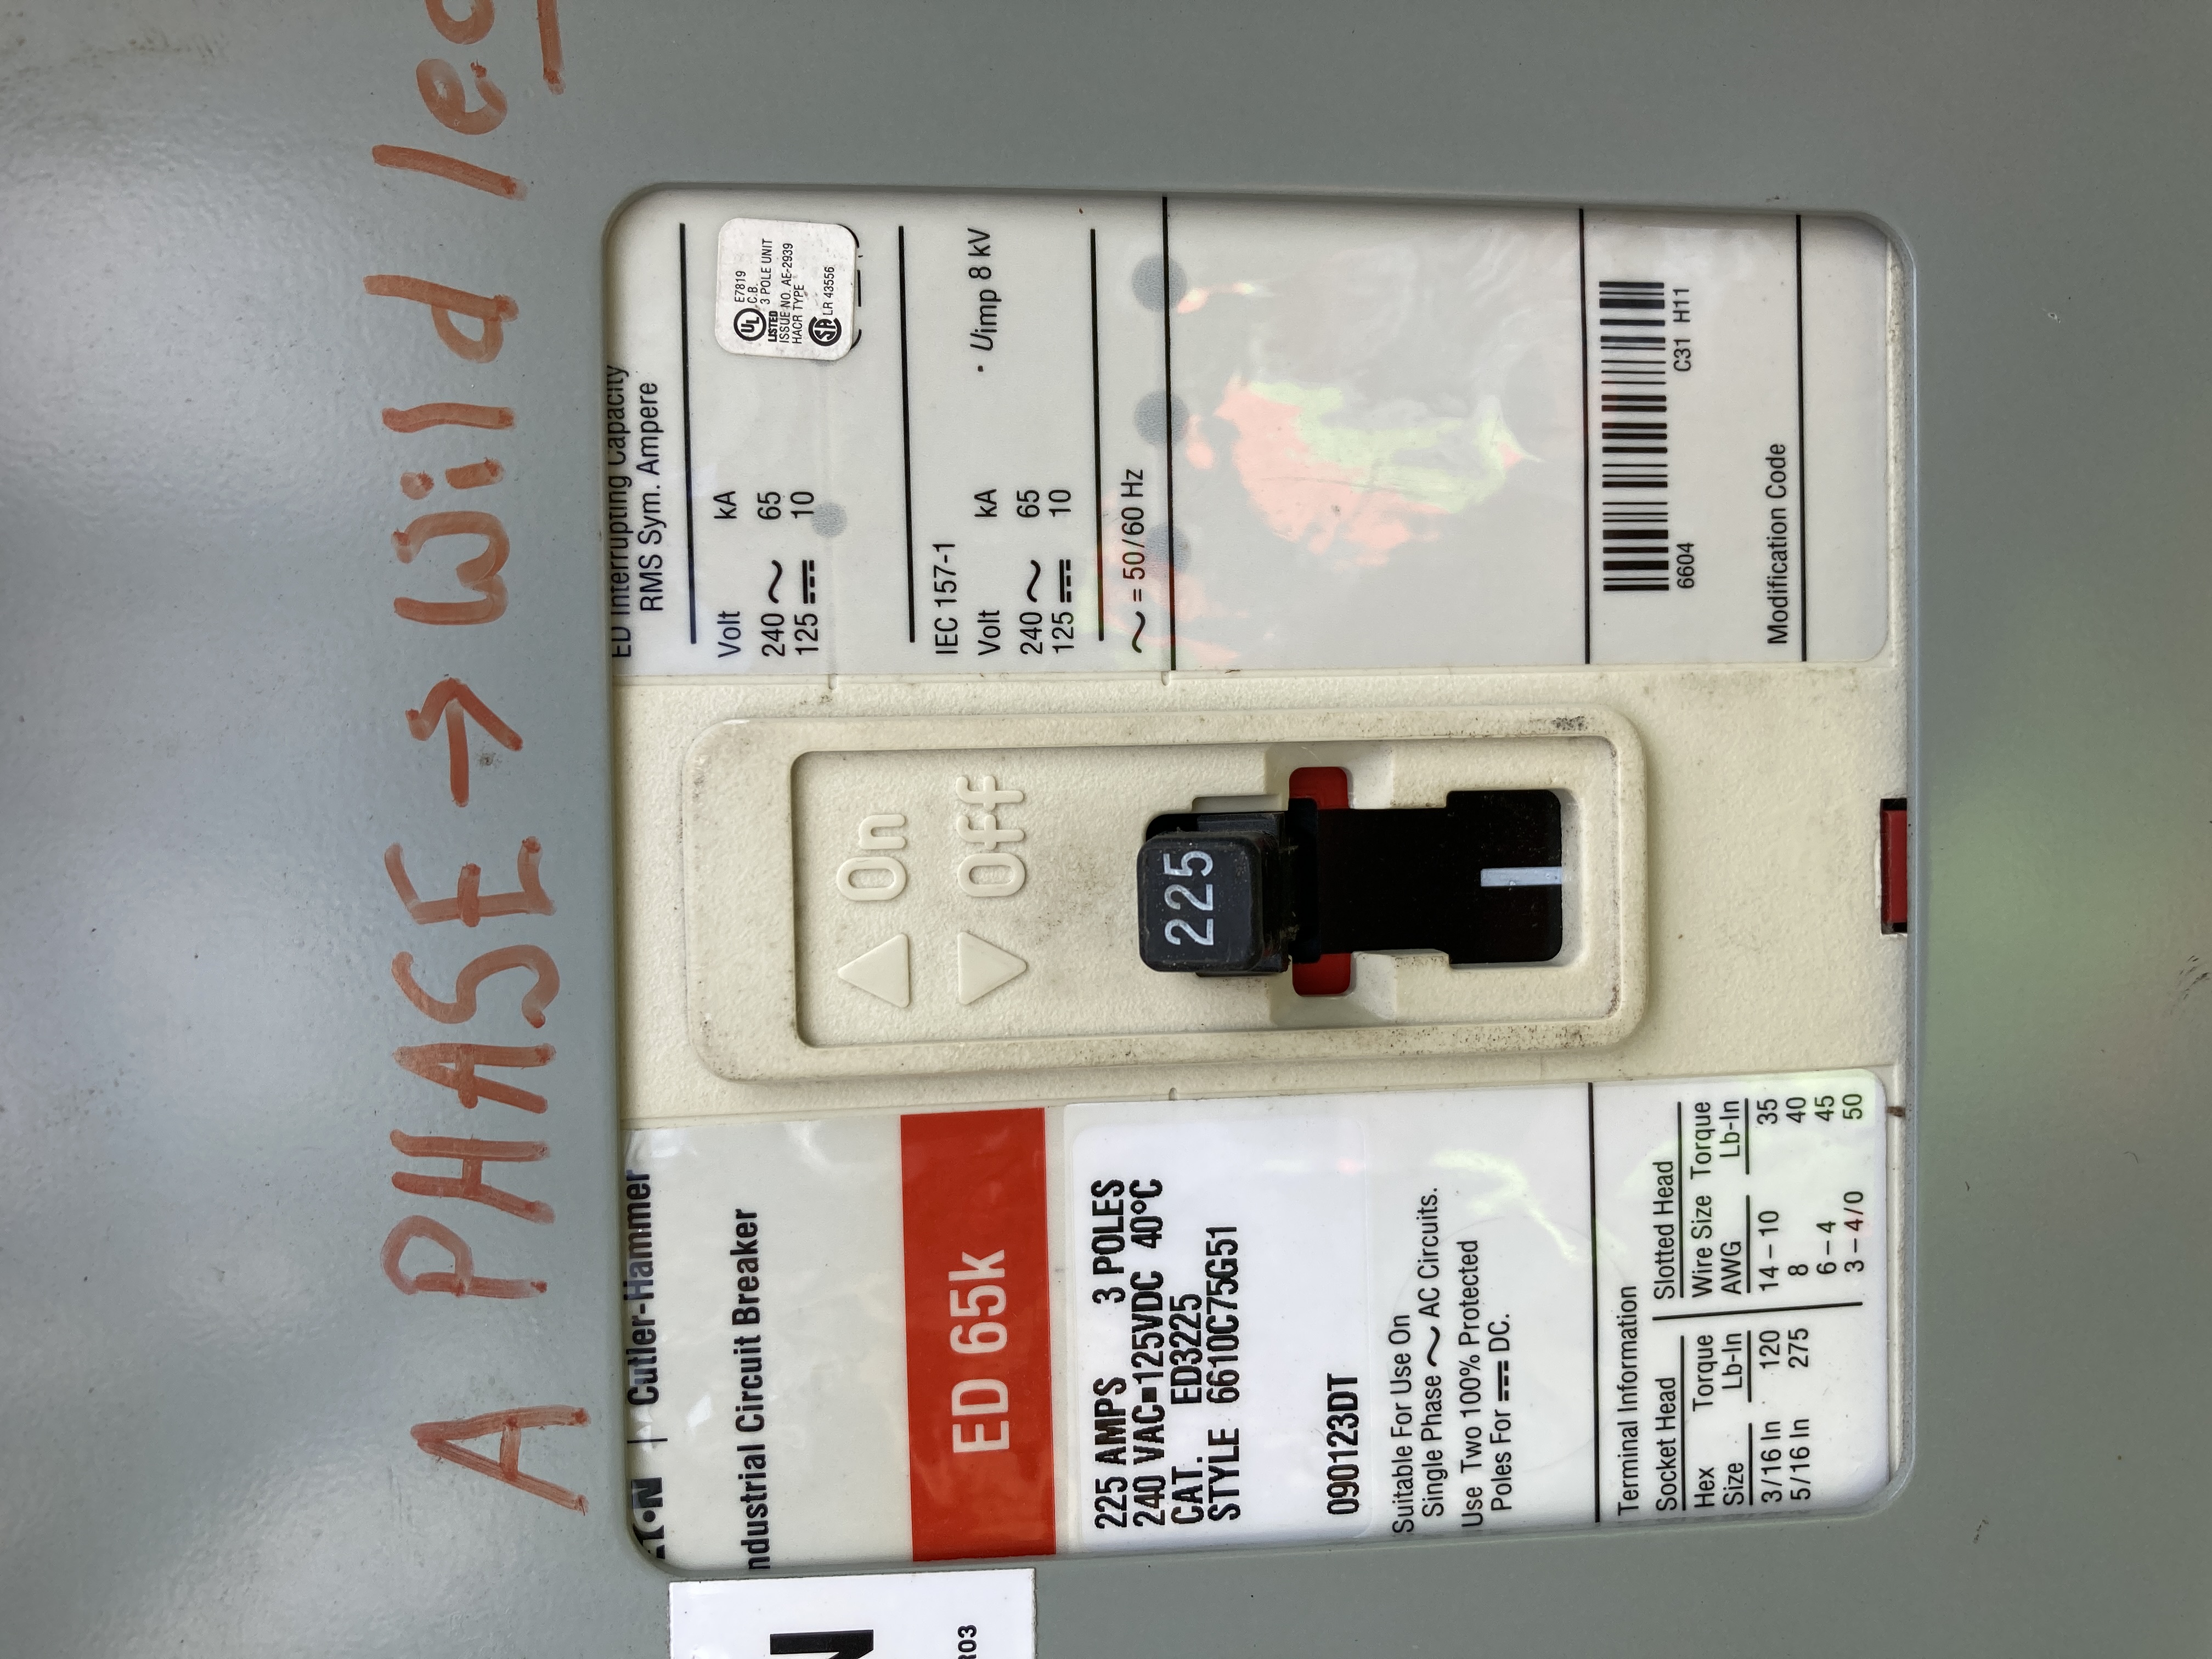 A PHASE → Wild leg
Cutler-Hammer
Industrial Circuit Breaker
N
R03
ED 65k
225 AMPS 3 POLES
240 VAC▪125VDC 40°C
CAT. ED3225
STYLE 6610C75G51
090123DT
Suitable For Use On
Single Phase ~ AC Circuits.
Use Two 100% Protected
Poles For ⎓ DC.
Terminal Information
Socket Head
Hex Torque
Size Lb-In
3/16 In 120
5/16 In 275
Slotted Head
Wire Size Torque
AWG Lb-In
14 – 10 35
8 40
6 – 4 45
3 – 4/0 50
On
Off
225
ED Interrupting Capacity
RMS Sym. Ampere
Volt kA
240 ~ 65
125 ⎓ 10
UL
LISTED
E7819
C.B.
3 POLE UNIT
ISSUE NO. AE-2939
HACR TYPE
SA LR 43556
IEC 157-1
Volt kA
240 ~ 65
125 ⎓ 10
· Uimp 8 kV
~ = 50/60 Hz
6604 C31 H11
Modification Code